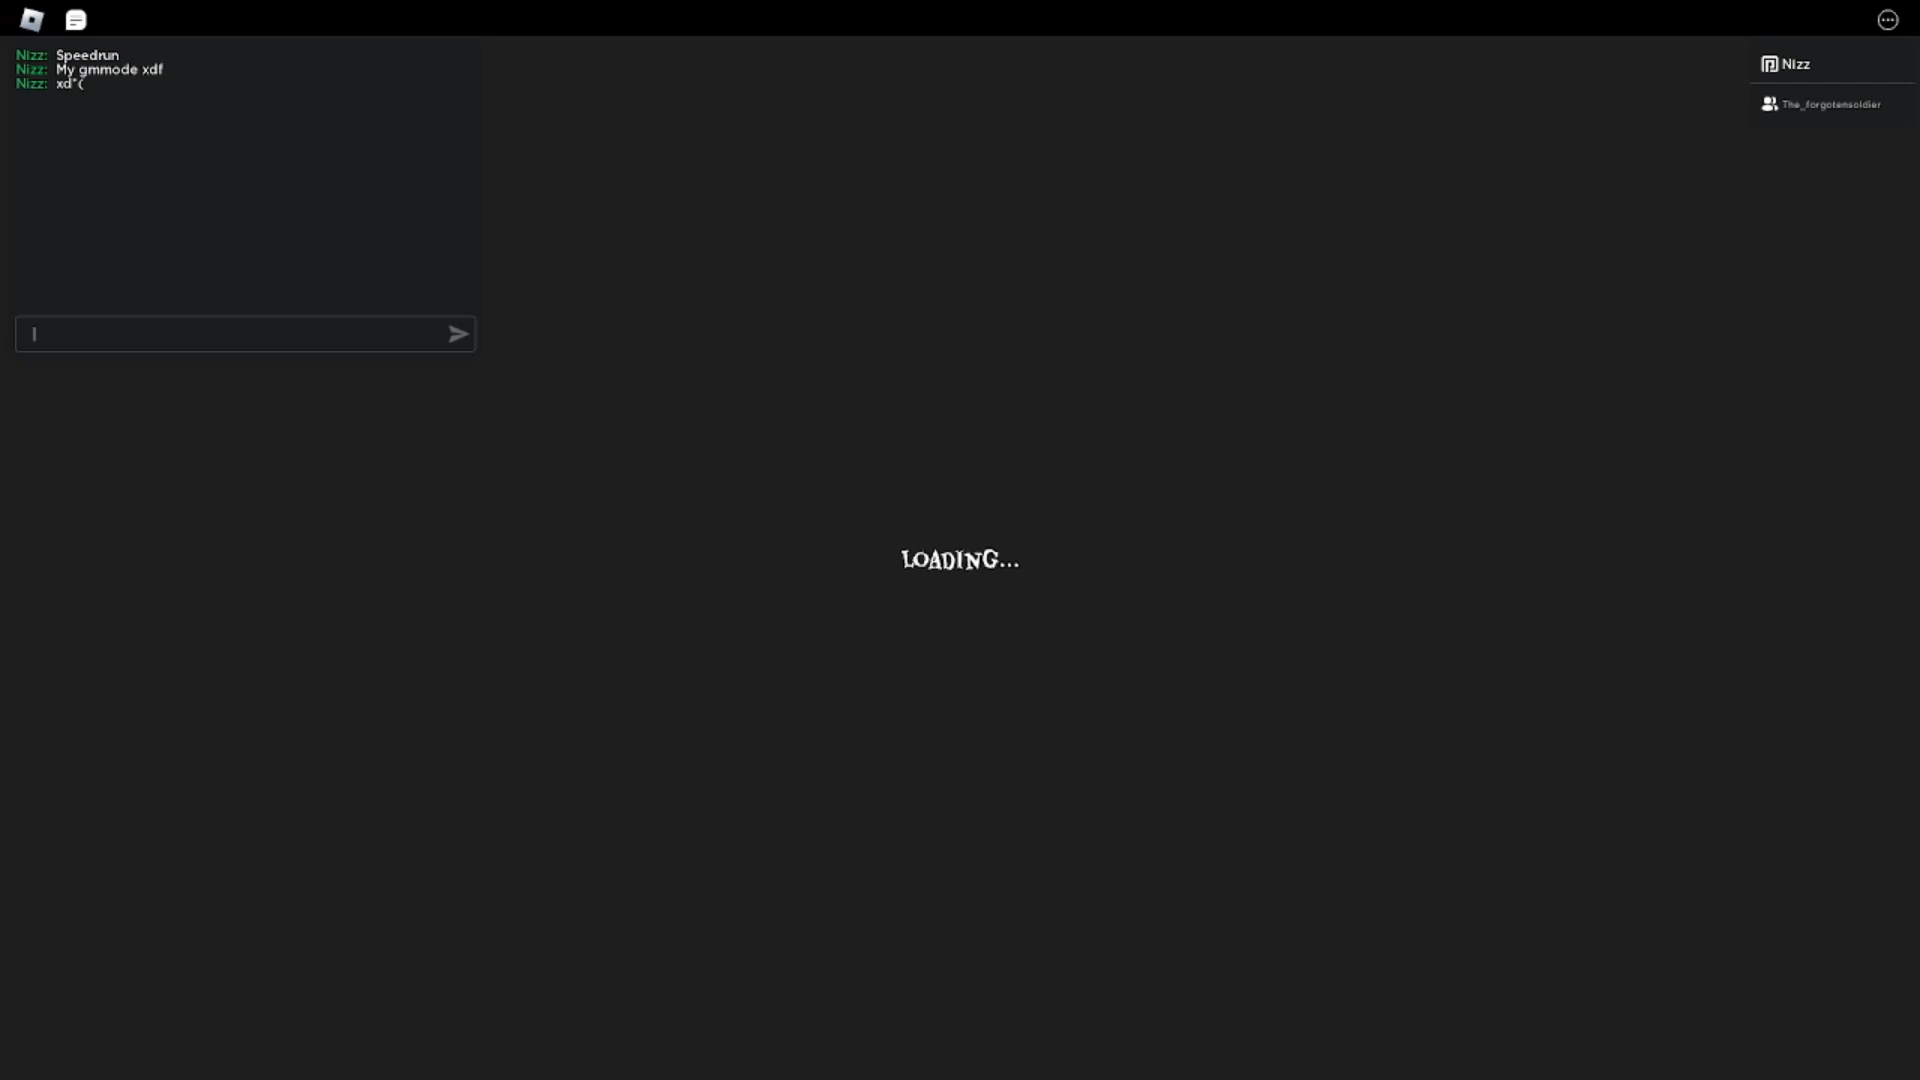 Nizz: Speedrun
Nizz: My gmmode xdf
Nizz: xd"(
Nizz
The_forgotensoldier
LOADING...